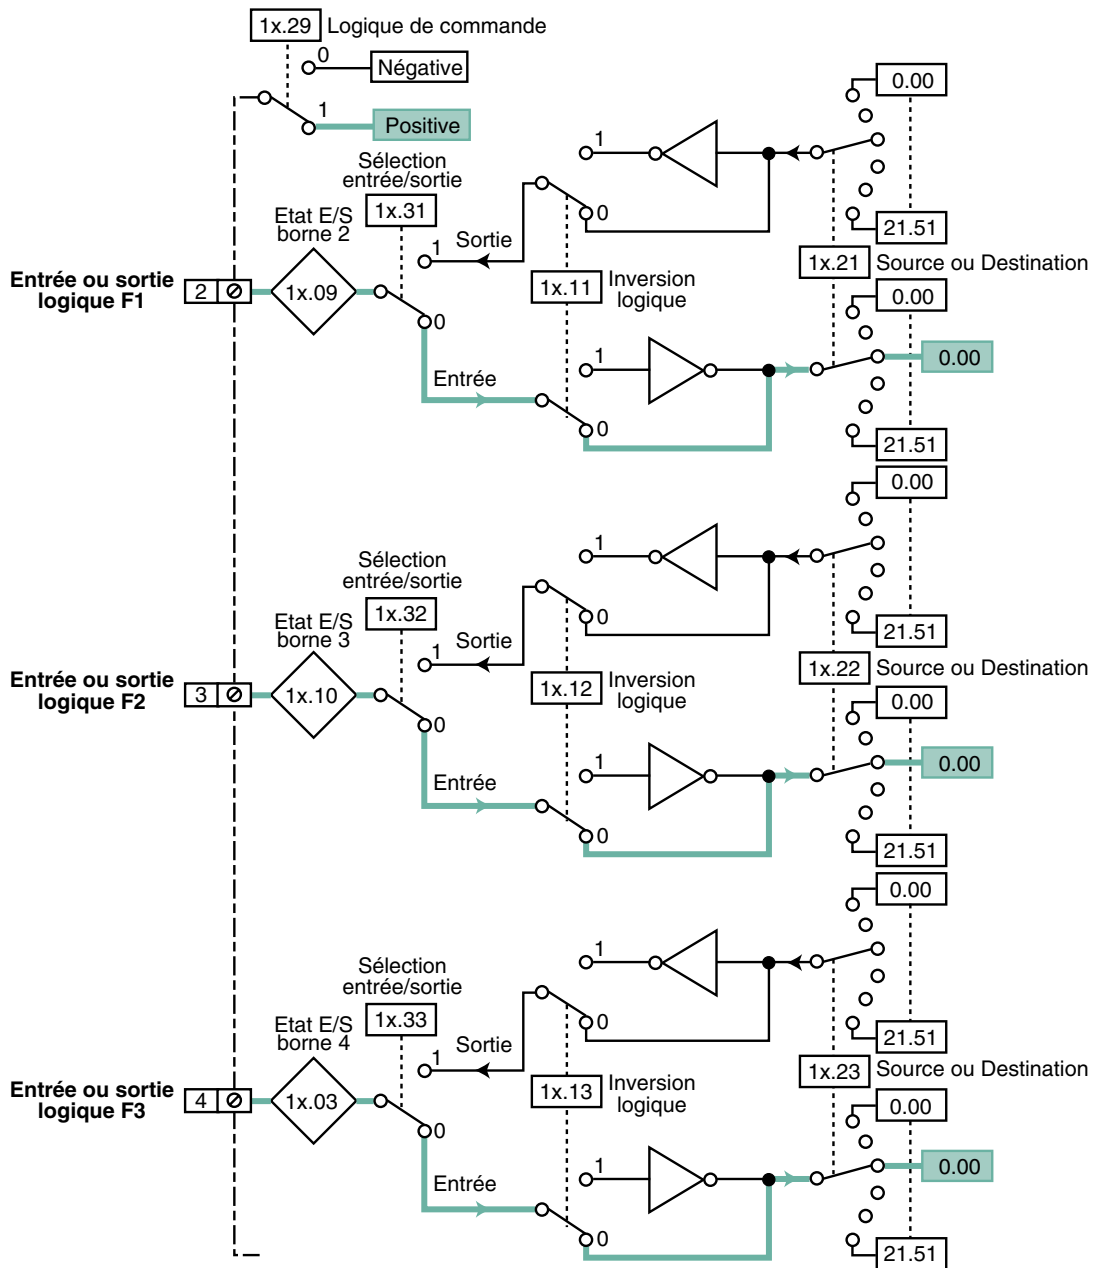 1x.29 Logique de commande
0
Négative
1
Positive
0.00
1
0
21.51
Sélection
entrée/sortie
1x.31
Etat E/S
borne 2
1
Sortie
1x.21 Source ou Destination
Entrée ou sortie
logique F1
2
1x.09
0
1x.11
Inversion
logique
0.00
1
0.00
Entrée
0
21.51
0.00
1
0
21.51
Sélection
entrée/sortie
1x.32
Etat E/S
borne 3
1
Sortie
1x.22 Source ou Destination
Entrée ou sortie
logique F2
3
1x.10
0
1x.12
Inversion
logique
0.00
1
0.00
Entrée
0
21.51
0.00
1
0
21.51
Sélection
entrée/sortie
1x.33
Etat E/S
borne 4
1
Sortie
1x.23 Source ou Destination
Entrée ou sortie
logique F3
4
1x.03
0
1x.13
Inversion
logique
0.00
1
0.00
Entrée
0
21.51